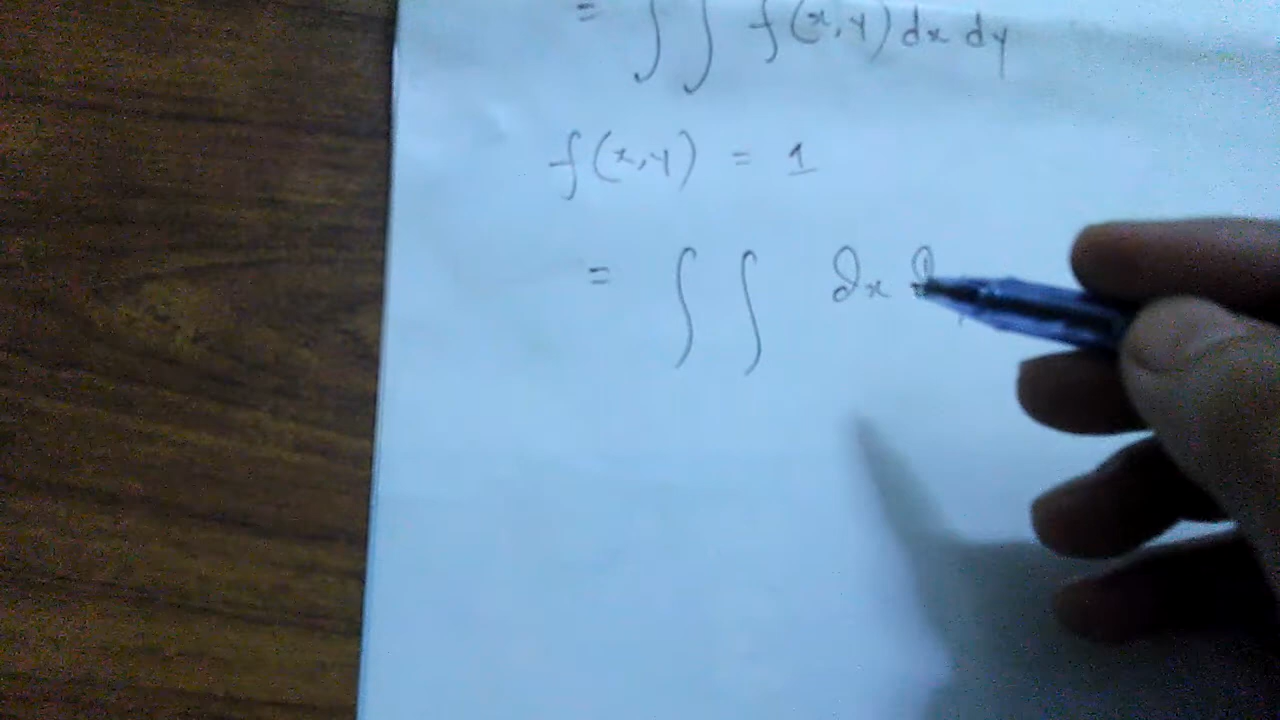 = ∫ ∫ f(x,y) dx dy
f(x,y) = 1
= ∫ ∫ dx d